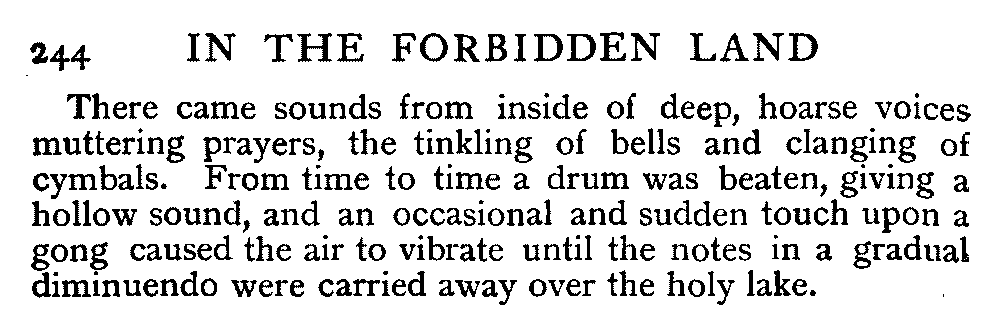 244 IN THE FORBIDDEN LAND
There came sounds from inside of deep, hoarse voices
muttering prayers, the tinkling of bells and clanging of
cymbals. From time to time a drum was beaten, giving a
hollow sound, and an occasional and sudden touch upon a
gong caused the air to vibrate until the notes in a gradual
diminuendo were carried away over the holy lake.